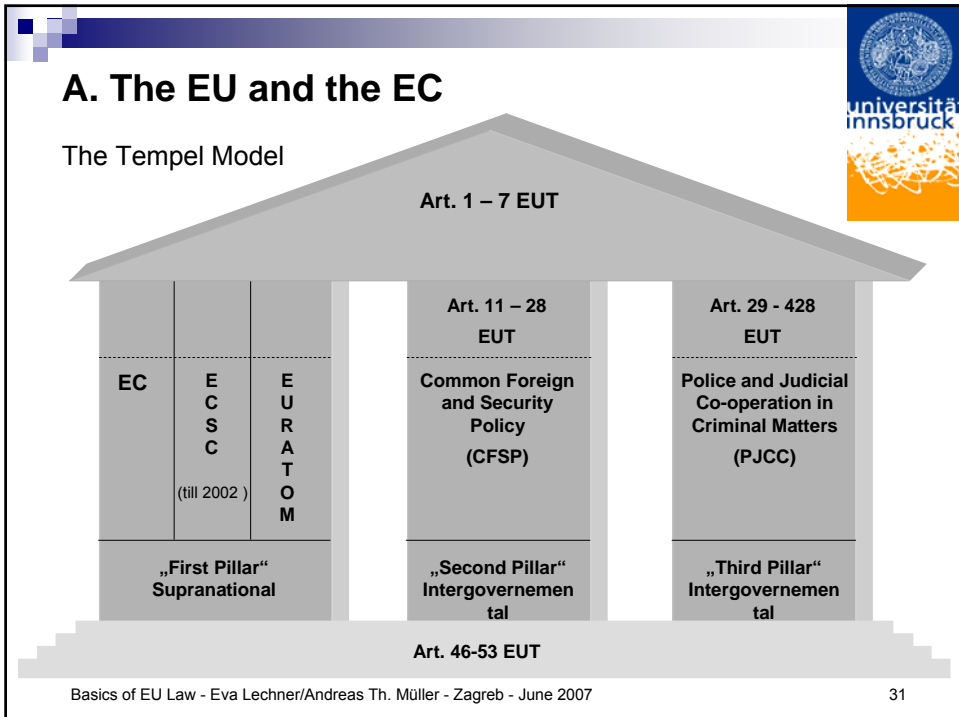 A. The EU and the EC
universitä
innsbruck
The Tempel Model
Art. 1 – 7 EUT
EC
E
C
S
C
(till 2002 )
E
U
R
A
T
O
M
„First Pillar“
Supranational
Art. 11 – 28
EUT
Common Foreign
and Security
Policy
(CFSP)
„Second Pillar“
Intergovernemen
tal
Art. 29 - 428
EUT
Police and Judicial
Co-operation in
Criminal Matters
(PJCC)
„Third Pillar“
Intergovernemen
tal
Art. 46-53 EUT
Basics of EU Law - Eva Lechner/Andreas Th. Müller - Zagreb - June 2007
31